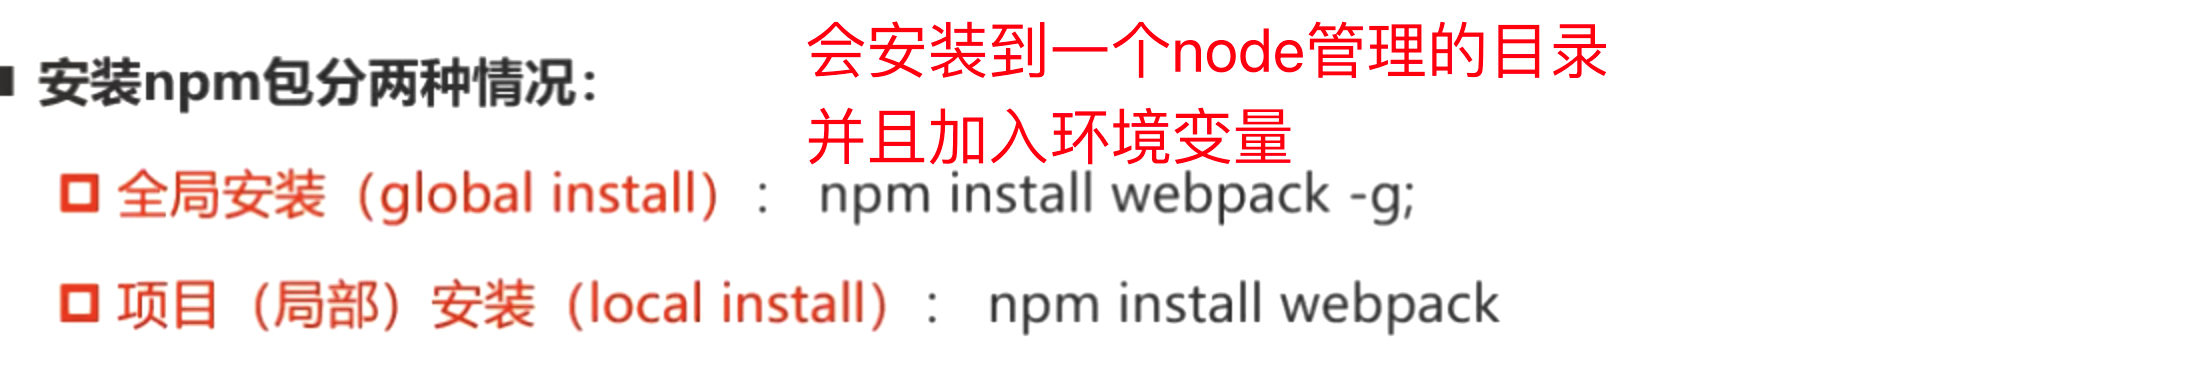 会安装到一个node管理的目录
并且加入环境变量
安装npm包分两种情况：
全局安装（global install）： npm install webpack -g;
项目（局部）安装（local install）： npm install webpack